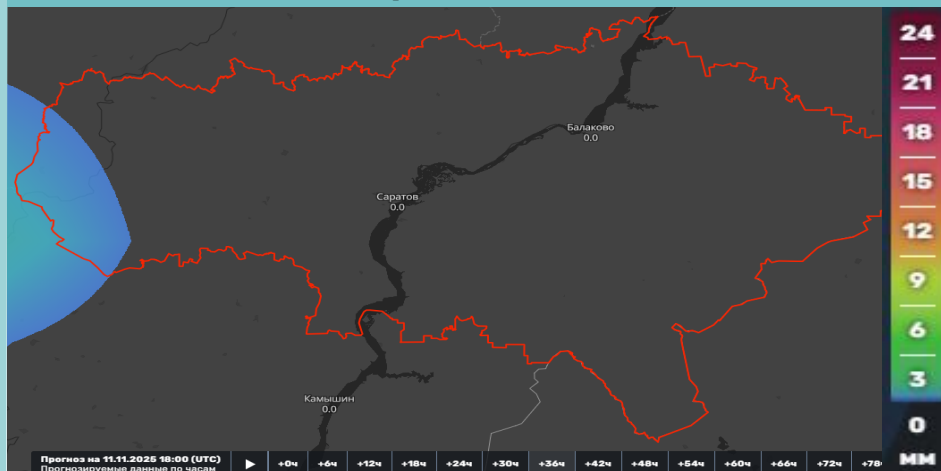 24
21
18
Балаково
0.0
15
Саратов
0.0
12
9
6
3
Камышин
0.0
0
Прогноз на 11.11.2025 18:00 (UTC)
Прогнозируемые данные по часам
+0ч +6ч +12ч +18ч +24ч +30ч +36ч +42ч +48ч +54ч +60ч +66ч +72ч +78
мм